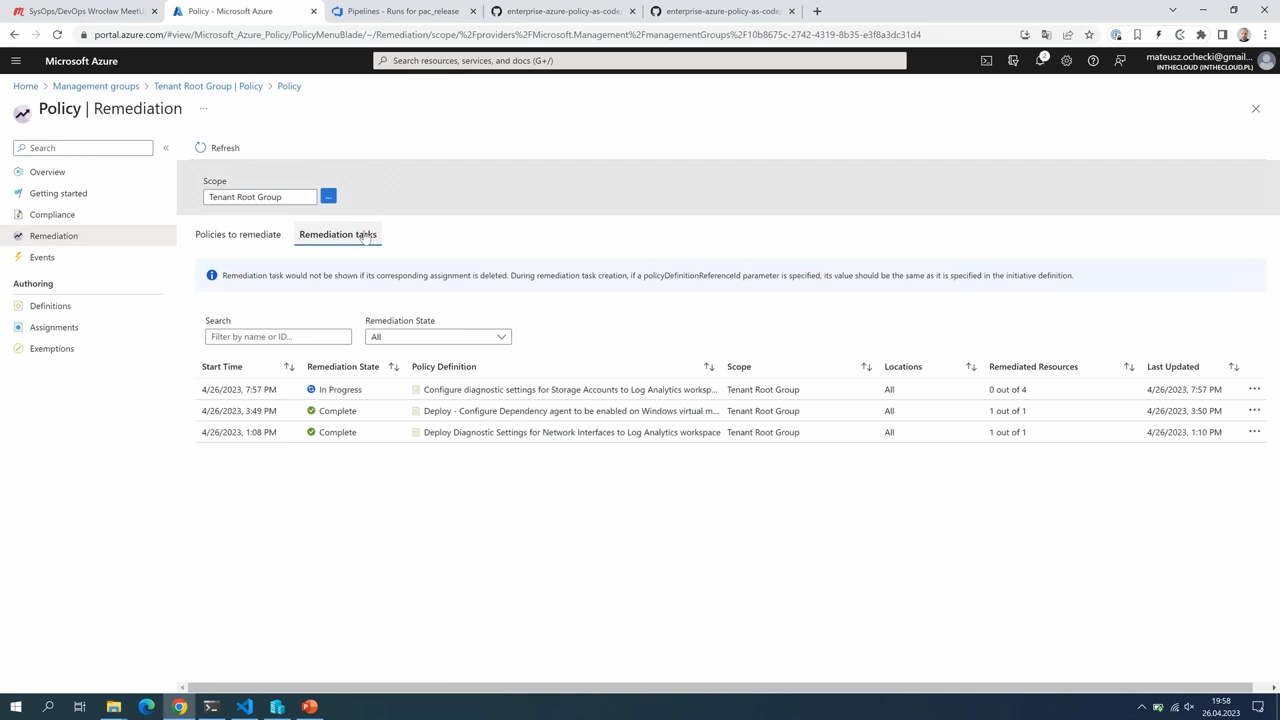 SysOps/DevOps Wrocław MeetU
Policy - Microsoft Azure
Pipelines - Runs for pac_release
enterprise-azure-policy-as-code
enterprise-azure-policy-as-code
portal.azure.com/#view/Microsoft_Azure_Policy/PolicyMenuBlade/~/Remediation/scope/%2Fproviders%2FMicrosoft.Management%2FmanagementGroups%2F10b8675c-2742-4319-8b35-e3f8a3dc31d4
Microsoft Azure
Search resources, services, and docs (G+/)
2
mateusz.ochecki@gmail...
INTHECLOUD (INTHECLOUD.PL)
Home > Management groups > Tenant Root Group | Policy > Policy
Policy | Remediation ...
Search
«
Refresh
Overview
Getting started
Compliance
Remediation
Events
Authoring
Definitions
Assignments
Exemptions
Scope
Tenant Root Group
...
Policies to remediate
Remediation tasks
Remediation task would not be shown if its corresponding assignment is deleted. During remediation task creation, if a policyDefinitionReferenceId parameter is specified, its value should be the same as it is specified in the initiative definition.
Search
Remediation State
Filter by name or ID...
All
Start Time Remediation State Policy Definition Scope Locations Remediated Resources Last Updated
4/26/2023, 7:57 PM In Progress Configure diagnostic settings for Storage Accounts to Log Analytics worksp... Tenant Root Group All 0 out of 4 4/26/2023, 7:57 PM ...
4/26/2023, 3:49 PM Complete Deploy - Configure Dependency agent to be enabled on Windows virtual m... Tenant Root Group All 1 out of 1 4/26/2023, 3:50 PM ...
4/26/2023, 1:08 PM Complete Deploy Diagnostic Settings for Network Interfaces to Log Analytics workspace Tenant Root Group All 1 out of 1 4/26/2023, 1:10 PM ...
19:58
26.04.2023